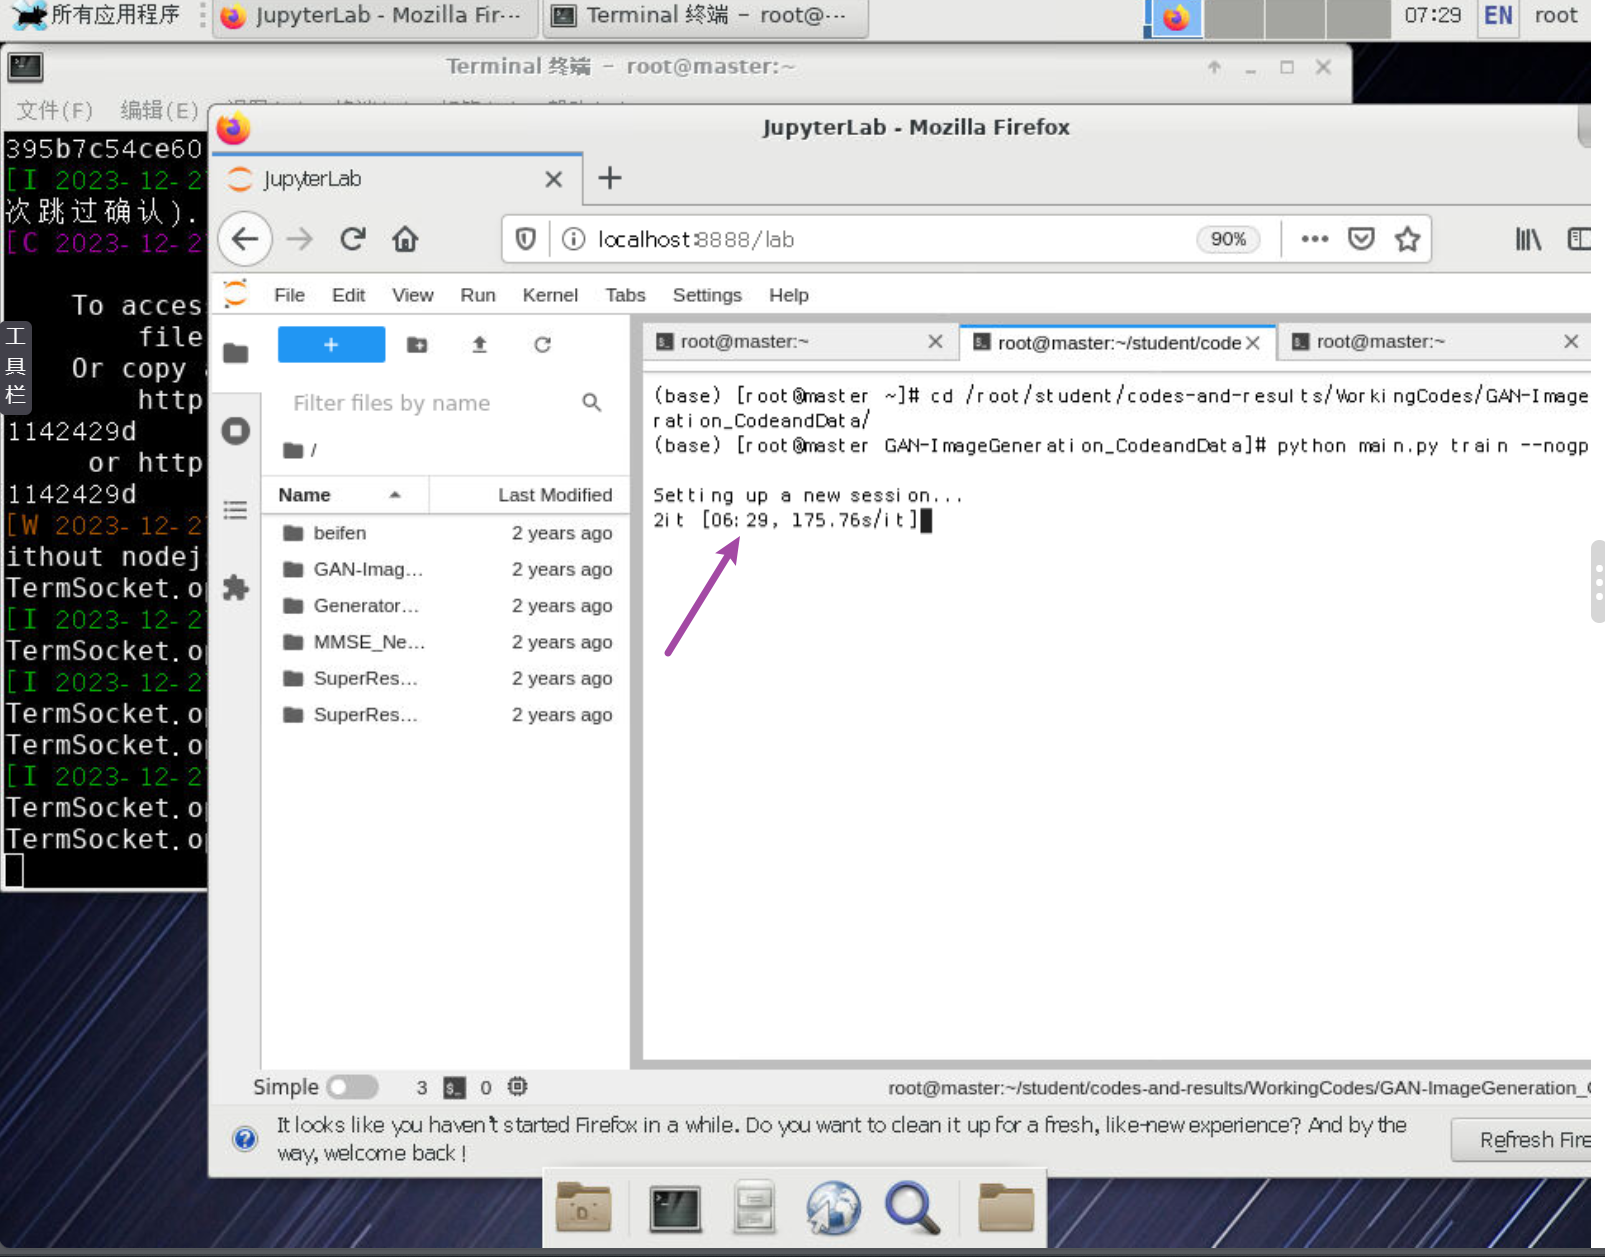 所有应用程序
JupyterLab - Mozilla Fir···
Terminal 终端 - root@···
07:29
EN
root
Terminal 终端 - root@master:~
文件(F) 编辑(E)
395b7c54ce60
[I 2023-12-2
次跳过确认).
[C 2023-12-2
To acces
file
Or copy
http
1142429d
or http
1142429d
[W 2023-12-2
ithout nodej
TermSocket.o
[I 2023-12-2
TermSocket.o
[I 2023-12-2
TermSocket.o
TermSocket.o
[I 2023-12-2
TermSocket.o
TermSocket.o
工具栏
JupyterLab - Mozilla Firefox
JupyterLab
localhost:8888/lab
90%
File Edit View Run Kernel Tabs Settings Help
Filter files by name
/
Name Last Modified
beifen 2 years ago
GAN-Imag... 2 years ago
Generator... 2 years ago
MMSE_Ne... 2 years ago
SuperRes... 2 years ago
SuperRes... 2 years ago
root@master:~
root@master:~/student/code
root@master:~
(base) [root@master ~]# cd /root/student/codes-and-results/WorkingCodes/GAN-Image
ration_CodeandData/
(base) [root@master GAN-ImageGeneration_CodeandData]# python main.py train --nogp
Setting up a new session...
2it [06:29, 175.76s/it]
Simple 3 0
root@master:~/student/codes-and-results/WorkingCodes/GAN-ImageGeneration_
It looks like you haven't started Firefox in a while. Do you want to clean it up for a fresh, like-new experience? And by the
way, welcome back!
Refresh Fire